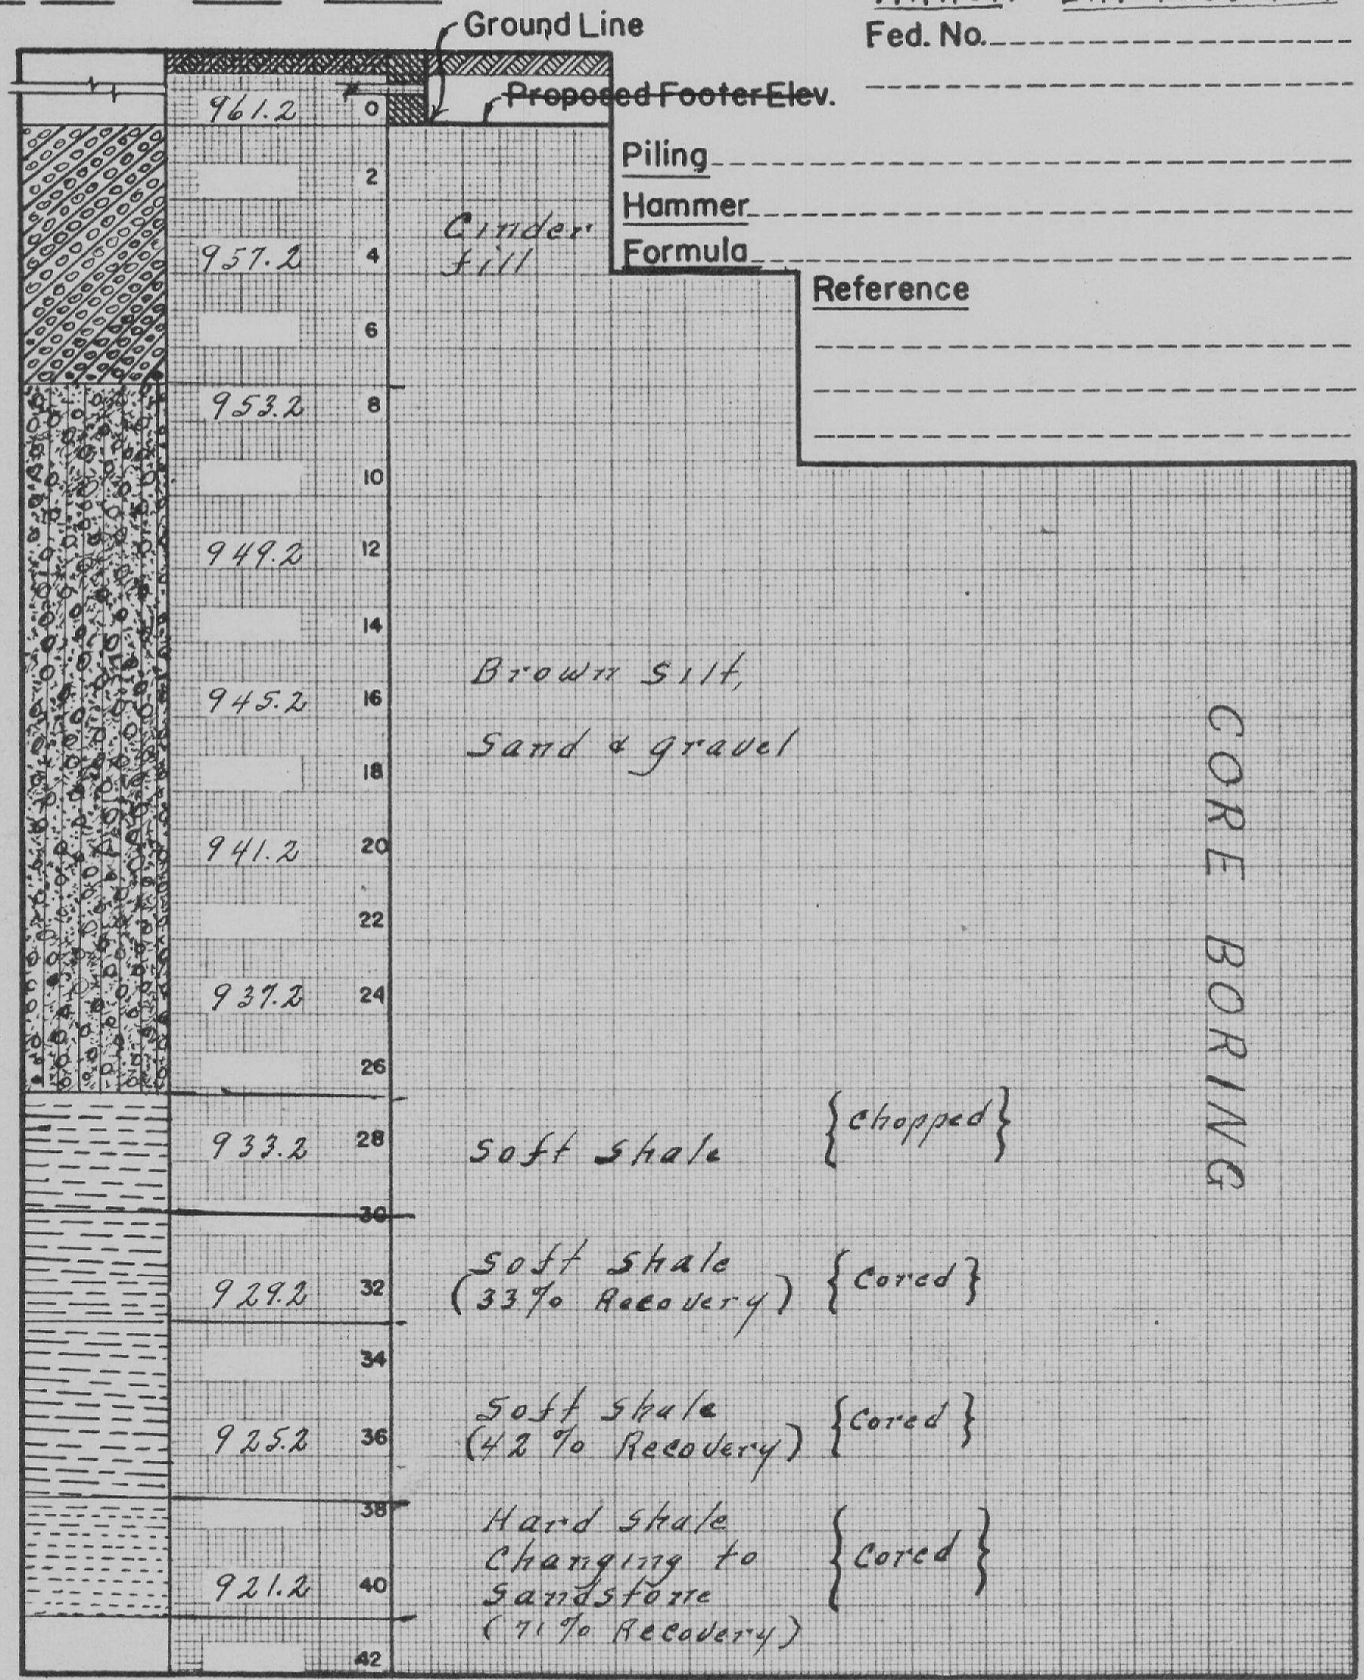 Ground Line
Fed. No.
Proposed Footer Elev.
961.2 0
Piling
2
Hammer
Cinder
fill
957.2 4
Formula
Reference
6
953.2 8
10
949.2 12
14
Brown Silt,
945.2 16
Sand & gravel
18
941.2 20
22
937.2 24
26
933.2 28 Soft Shale {Chopped}
30
Soft Shale
929.2 32 (33% Recovery) {Cored}
34
Soft Shale
925.2 36 (42% Recovery) {Cored}
38
Hard Shale
Changing to {Cored}
921.2 40 Sandstone
(71% Recovery)
42
CORE BORING